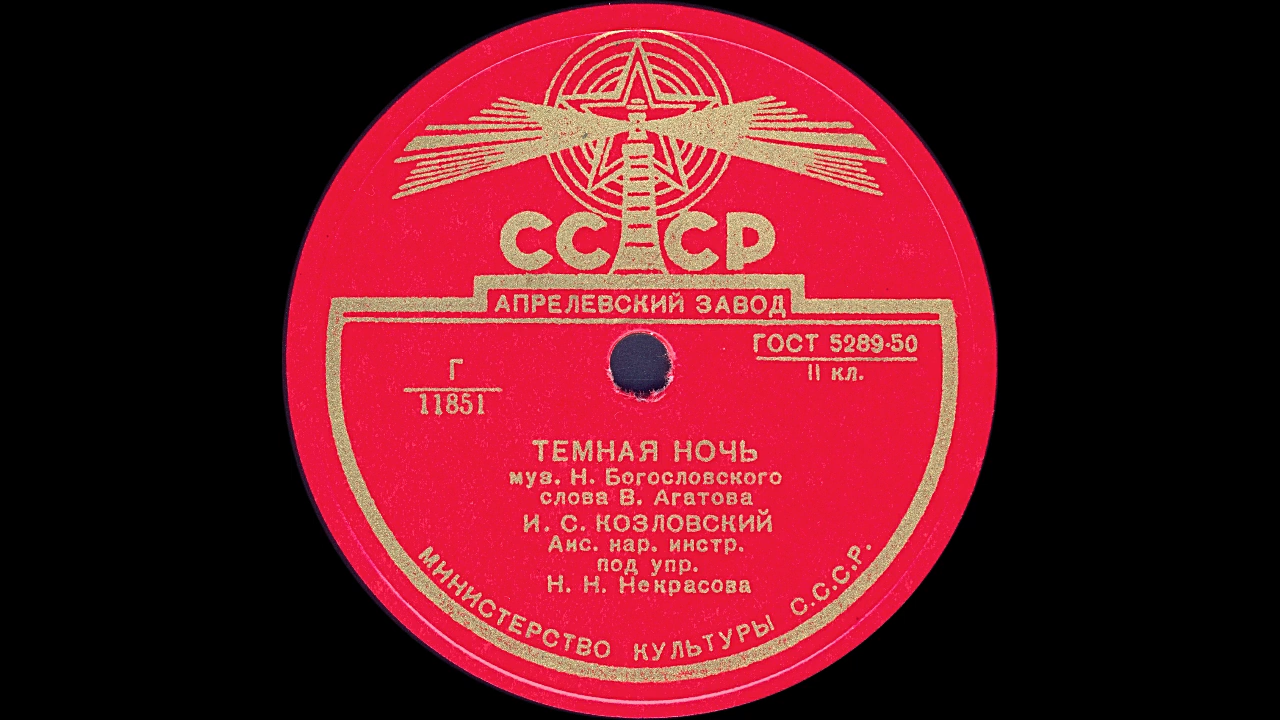 СССР
АПРЕЛЕВСКИЙ ЗАВОД
ГОСТ 5289-50
II кл.
Г
11851
ТЕМНАЯ НОЧЬ
муз. Н. Богословского
слова В. Агатова
И. С. КОЗЛОВСКИЙ
Анс. нар. инстр.
под упр.
Н. Н. Некрасова
МИНИСТЕРСТВО КУЛЬТУРЫ С.С.С.Р.